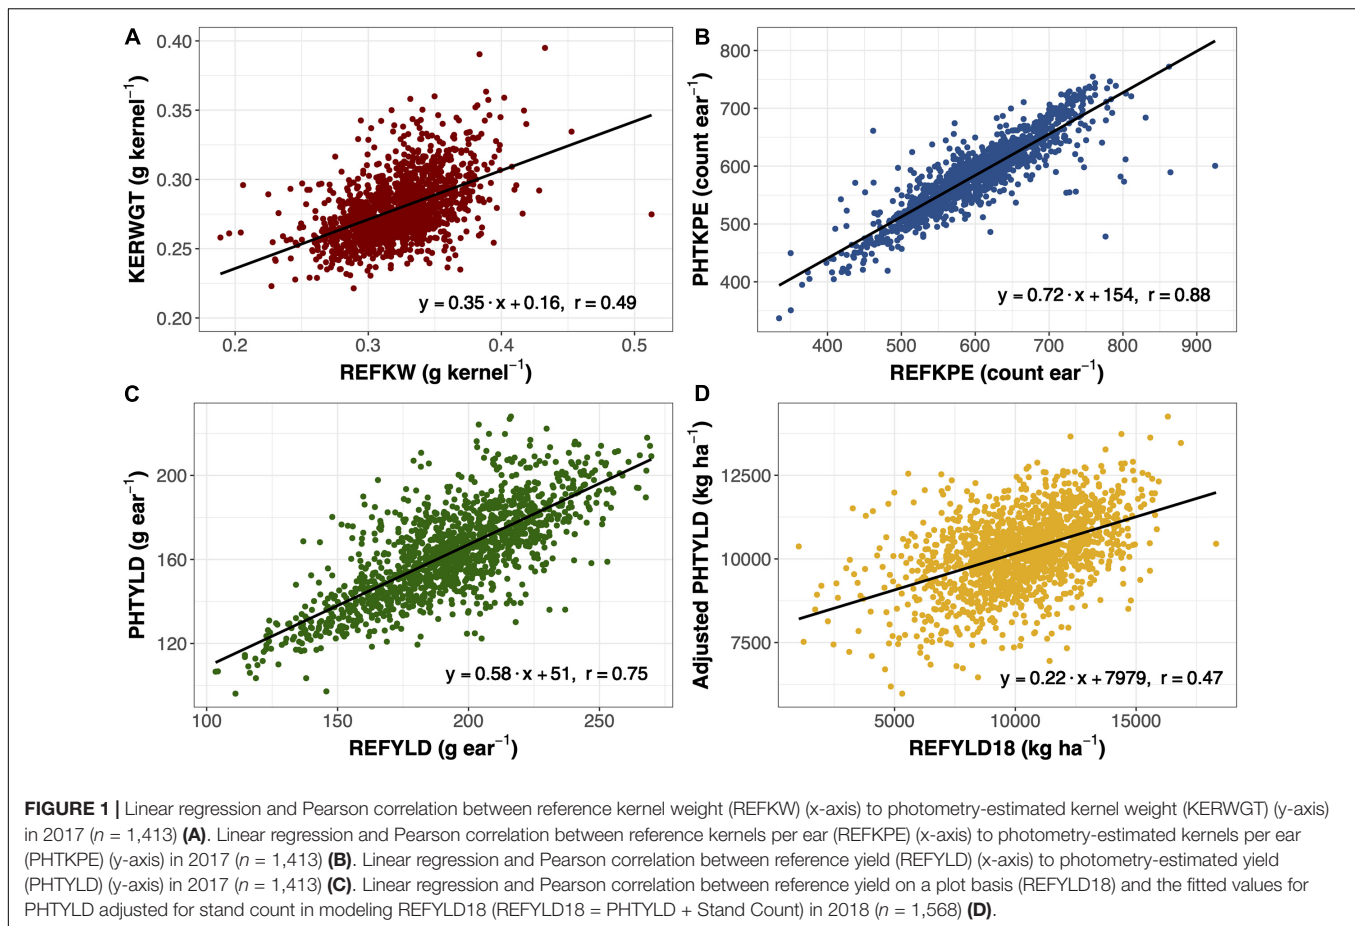 A
KERWGT (g kernel⁻¹)
0.40
0.35
0.30
0.25
0.20
y = 0.35 · x + 0.16, r = 0.49
0.2 0.3 0.4 0.5
REFKW (g kernel⁻¹)
B
PHTKPE (count ear⁻¹)
800
700
600
500
400
y = 0.72 · x + 154, r = 0.88
400 500 600 700 800 900
REFKPE (count ear⁻¹)
C
PHTYLD (g ear⁻¹)
200
160
120
y = 0.58 · x + 51, r = 0.75
100 150 200 250
REFYLD (g ear⁻¹)
D
Adjusted PHTYLD (kg ha⁻¹)
12500
10000
7500
y = 0.22 · x + 7979, r = 0.47
5000 10000 15000
REFYLD18 (kg ha⁻¹)
FIGURE 1 | Linear regression and Pearson correlation between reference kernel weight (REFKW) (x-axis) to photometry-estimated kernel weight (KERWGT) (y-axis)
in 2017 (n = 1,413) (A). Linear regression and Pearson correlation between reference kernels per ear (REFKPE) (x-axis) to photometry-estimated kernels per ear
(PHTKPE) (y-axis) in 2017 (n = 1,413) (B). Linear regression and Pearson correlation between reference yield (REFYLD) (x-axis) to photometry-estimated yield
(PHTYLD) (y-axis) in 2017 (n = 1,413) (C). Linear regression and Pearson correlation between reference yield on a plot basis (REFYLD18) and the fitted values for
PHTYLD adjusted for stand count in modeling REFYLD18 (REFYLD18 = PHTYLD + Stand Count) in 2018 (n = 1,568) (D).